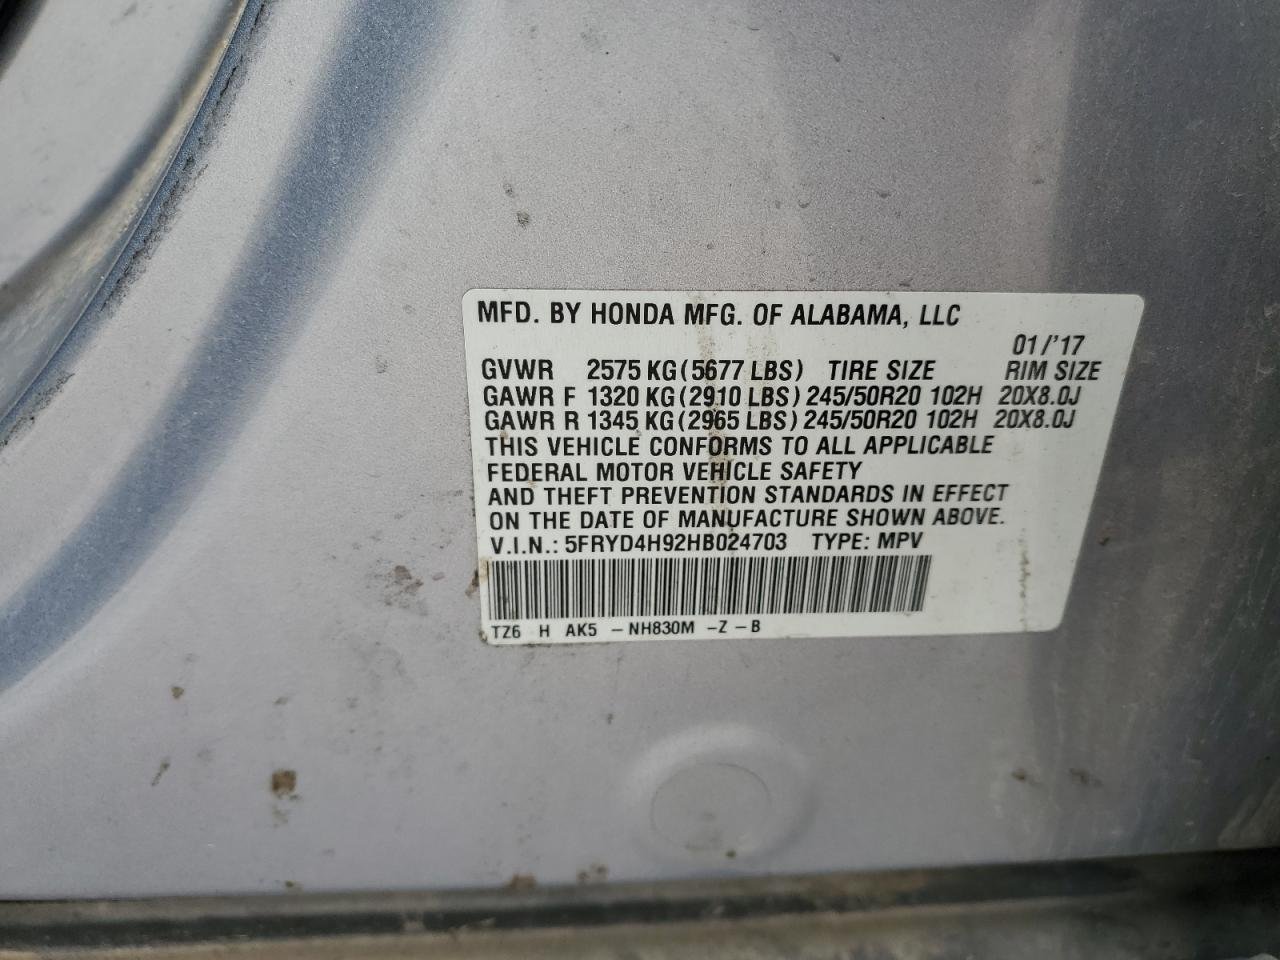 MFD. BY HONDA MFG. OF ALABAMA, LLC
01/'17
GVWR 2575 KG (5677 LBS) TIRE SIZE RIM SIZE
GAWR F 1320 KG (2910 LBS) 245/50R20 102H 20X8.0J
GAWR R 1345 KG (2965 LBS) 245/50R20 102H 20X8.0J
THIS VEHICLE CONFORMS TO ALL APPLICABLE
FEDERAL MOTOR VEHICLE SAFETY
AND THEFT PREVENTION STANDARDS IN EFFECT
ON THE DATE OF MANUFACTURE SHOWN ABOVE.
V.I.N.: 5FRYD4H92HB024703 TYPE: MPV
TZ6 H AK5 -NH830M -Z -B